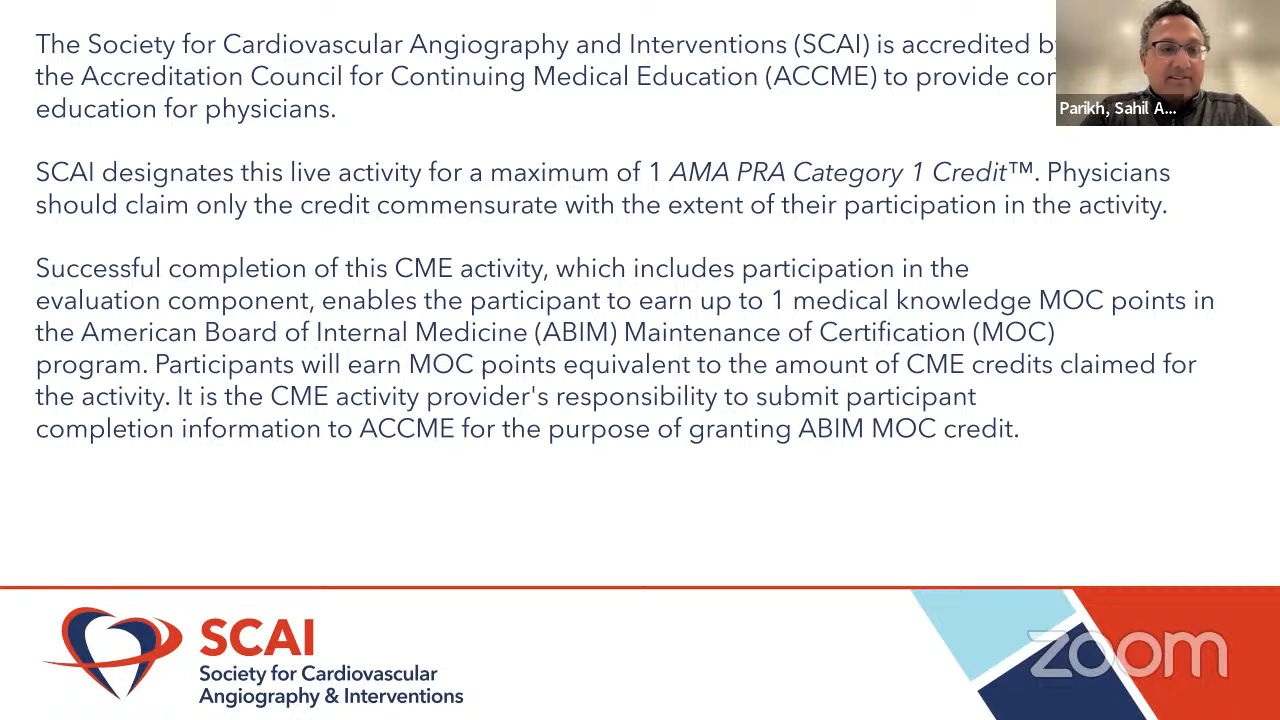 The Society for Cardiovascular Angiography and Interventions (SCAI) is accredited
the Accreditation Council for Continuing Medical Education (ACCME) to provide
education for physicians.
SCAI designates this live activity for a maximum of 1 AMA PRA Category 1 Credit™. Physicians
should claim only the credit commensurate with the extent of their participation in the activity.
Successful completion of this CME activity, which includes participation in the
evaluation component, enables the participant to earn up to 1 medical knowledge MOC points in
the American Board of Internal Medicine (ABIM) Maintenance of Certification (MOC)
program. Participants will earn MOC points equivalent to the amount of CME credits claimed for
the activity. It is the CME activity provider's responsibility to submit participant
completion information to ACCME for the purpose of granting ABIM MOC credit.
Parikh, Sahil A...
SCAI
Society for Cardiovascular
Angiography & Interventions
zoom